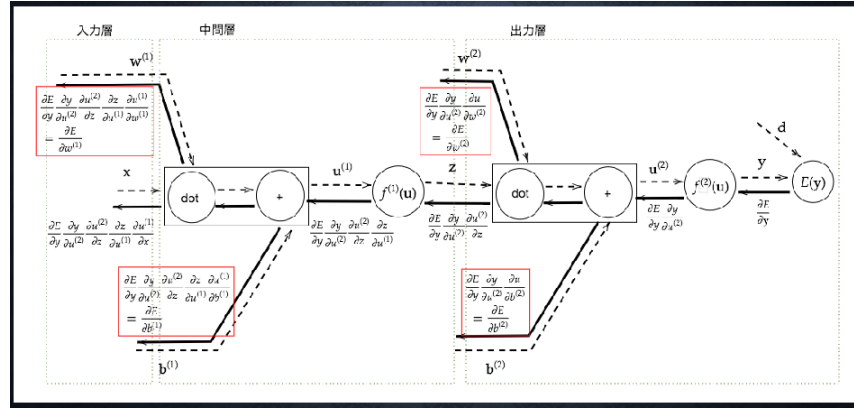 入力層 中間層 出力層
w⁽¹⁾ w⁽²⁾
∂E/∂y ∂y/∂u⁽²⁾ ∂u⁽²⁾/∂z ∂z/∂u⁽¹⁾ ∂u⁽¹⁾/∂w⁽¹⁾
= ∂E/∂w⁽¹⁾
∂E/∂y ∂y/∂u⁽²⁾ ∂u/∂w⁽²⁾
= ∂E/∂w⁽²⁾
d
x dot + u⁽¹⁾ f⁽¹⁾(u) z dot + u⁽²⁾ f⁽²⁾(u) y E(y)
∂E/∂y ∂y/∂u⁽²⁾ ∂u⁽²⁾/∂z ∂z/∂u⁽¹⁾ ∂u⁽¹⁾/∂x
∂E/∂y ∂y/∂u⁽²⁾ ∂u⁽²⁾/∂z ∂z/∂u⁽¹⁾
∂E/∂y ∂y/∂u⁽²⁾ ∂u⁽²⁾/∂z
∂E/∂y ∂y/∂u⁽²⁾
∂E/∂y
∂E/∂y ∂y/∂u⁽²⁾ ∂u⁽²⁾/∂z ∂z/∂u⁽¹⁾ ∂u⁽¹⁾/∂b⁽¹⁾
= ∂E/∂b⁽¹⁾
∂E/∂y ∂y/∂u⁽²⁾ ∂u/∂b⁽²⁾
= ∂E/∂b⁽²⁾
b⁽¹⁾ b⁽²⁾